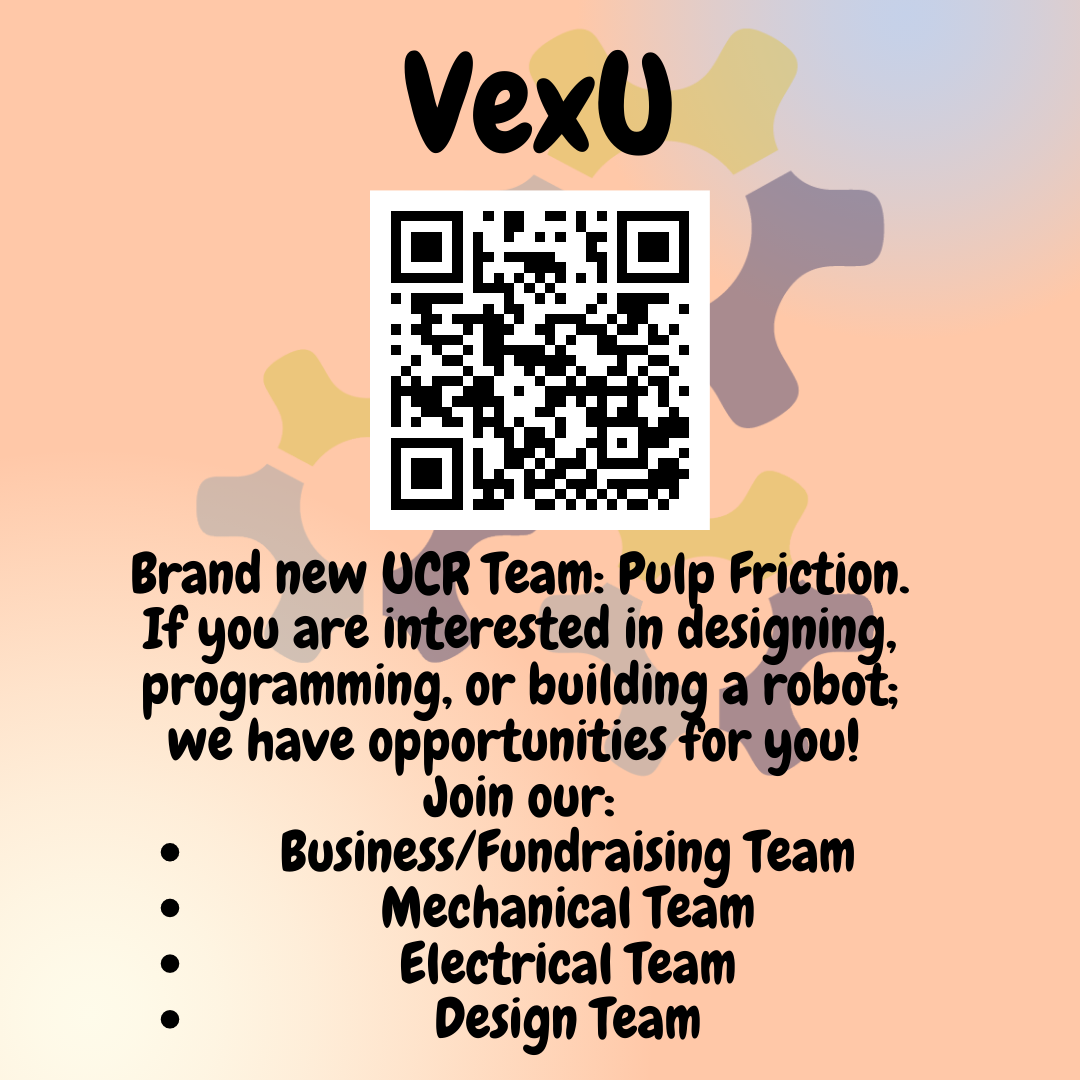 VexU
Brand new UCR Team: Pulp Friction.
If you are interested in designing,
programming, or building a robot;
we have opportunities for you!
Join our:
• Business/Fundraising Team
• Mechanical Team
• Electrical Team
• Design Team